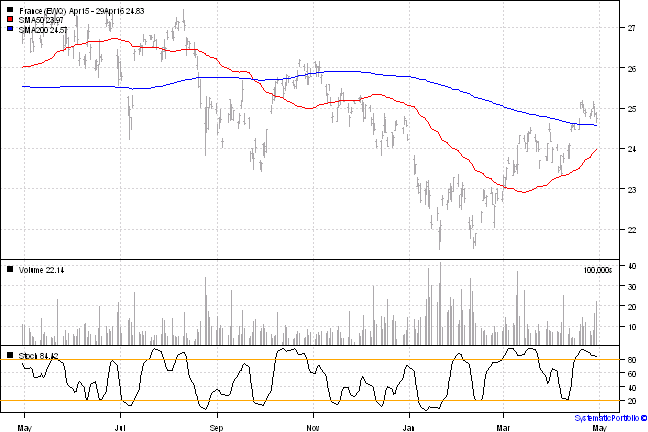 France (EWQ) Apr15 - 29Apr16 24.83
SMA50 23.97
SMA200 24.57
27
26
25
24
23
22
Volume 22.14
100,000s
40
30
20
10
Stoch 84.42
80
60
40
20
May
Jul
Sep
Nov
Jan
Mar
May
SystematicPortfolio ©